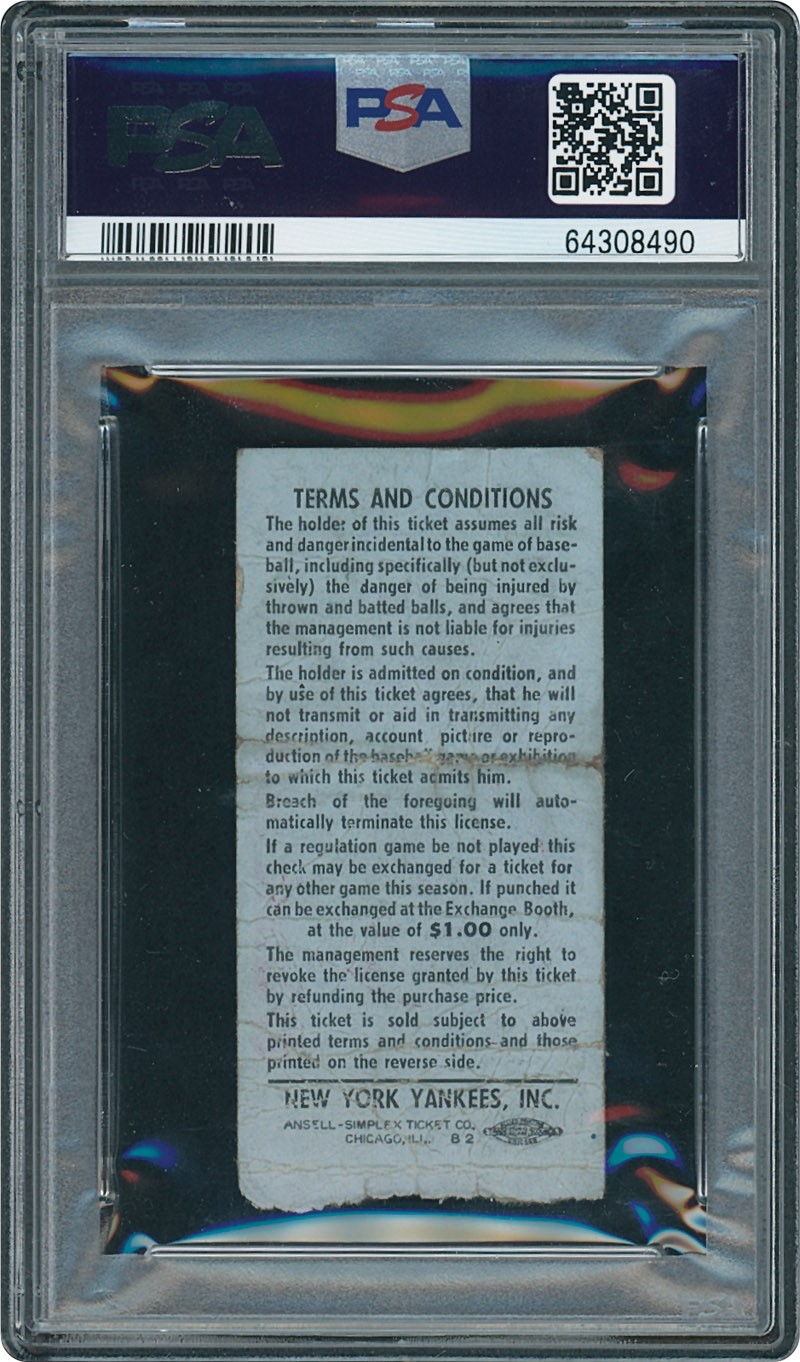 PSA
PSA
64308490
TERMS AND CONDITIONS
The holder of this ticket assumes all risk
and danger incidental to the game of base-
ball, including specifically (but not exclu-
sively) the danger of being injured by
thrown and batted balls, and agrees that
the management is not liable for injuries
resulting from such causes.
The holder is admitted on condition, and
by use of this ticket agrees, that he will
not transmit or aid in transmitting any
description, account picture or repro-
duction of the baseball game or exhibition
to which this ticket admits him.
Breach of the foregoing will auto-
matically terminate this license.
If a regulation game be not played this
check may be exchanged for a ticket for
any other game this season. If punched it
can be exchanged at the Exchange Booth,
at the value of $1.00 only.
The management reserves the right to
revoke the license granted by this ticket
by refunding the purchase price.
This ticket is sold subject to above
printed terms and conditions and those
printed on the reverse side.
NEW YORK YANKEES, INC.
ANSELL-SIMPLEX TICKET CO.
CHICAGO, ILL. B 2